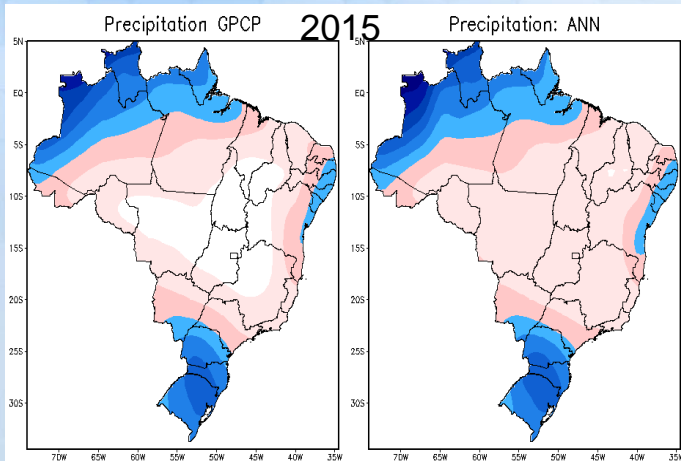 Precipitation GPCP
2015
Precipitation: ANN
5N
EQ
5S
10S
15S
20S
25S
30S
70W 65W 60W 55W 50W 45W 40W 35W
5N
EQ
5S
10S
15S
20S
25S
30S
70W 65W 60W 55W 50W 45W 40W 35W